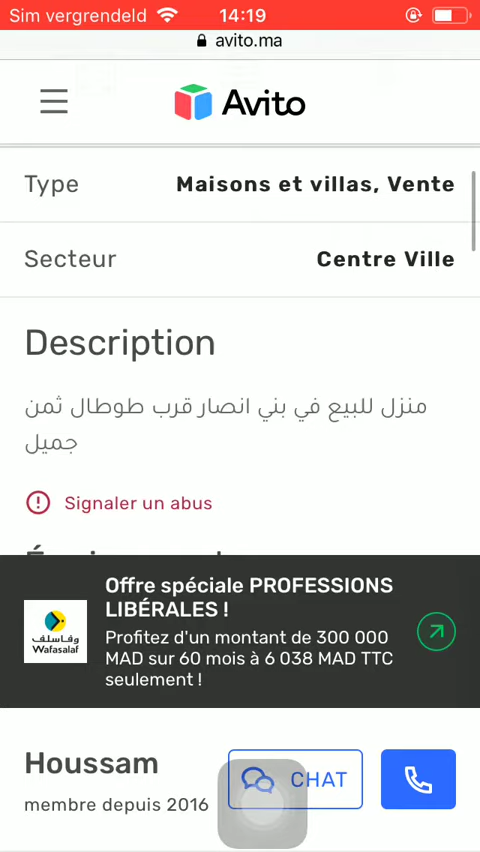 Sim vergrendeld 14:19
avito.ma
Avito
Type Maisons et villas, Vente
Secteur Centre Ville
Description
منزل للبيع في بني انصار قرب طوطال ثمن
جميل
Signaler un abus
Offre spéciale PROFESSIONS
LIBÉRALES !
وفاسلف
Wafasalaf
Profitez d'un montant de 300 000
MAD sur 60 mois à 6 038 MAD TTC
seulement !
Houssam
CHAT
membre depuis 2016